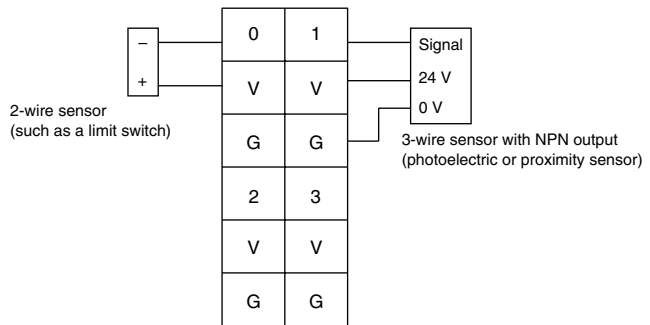 0 1
Signal
–
24 V
+
V V
0 V
2-wire sensor
(such as a limit switch)
G G
3-wire sensor with NPN output
(photoelectric or proximity sensor)
2 3
V V
G G